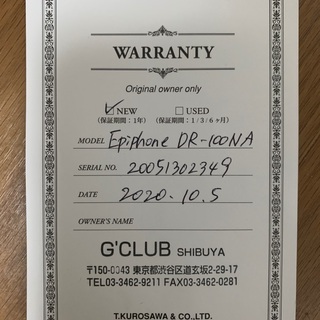 WARRANTY
Original owner only
☑NEW ☐USED
(保証期間:1年) (保証期間:1/3/6ヶ月)
MODEL Epiphone DR-100NA
SERIAL NO. 20051302349
DATE 2020.10.5
OWNER'S NAME
G'CLUB SHIBUYA
〒150-0043 東京都渋谷区道玄坂2-29-17
TEL03-3462-9211 FAX03-3462-0281
T.KUROSAWA & CO.,LTD.